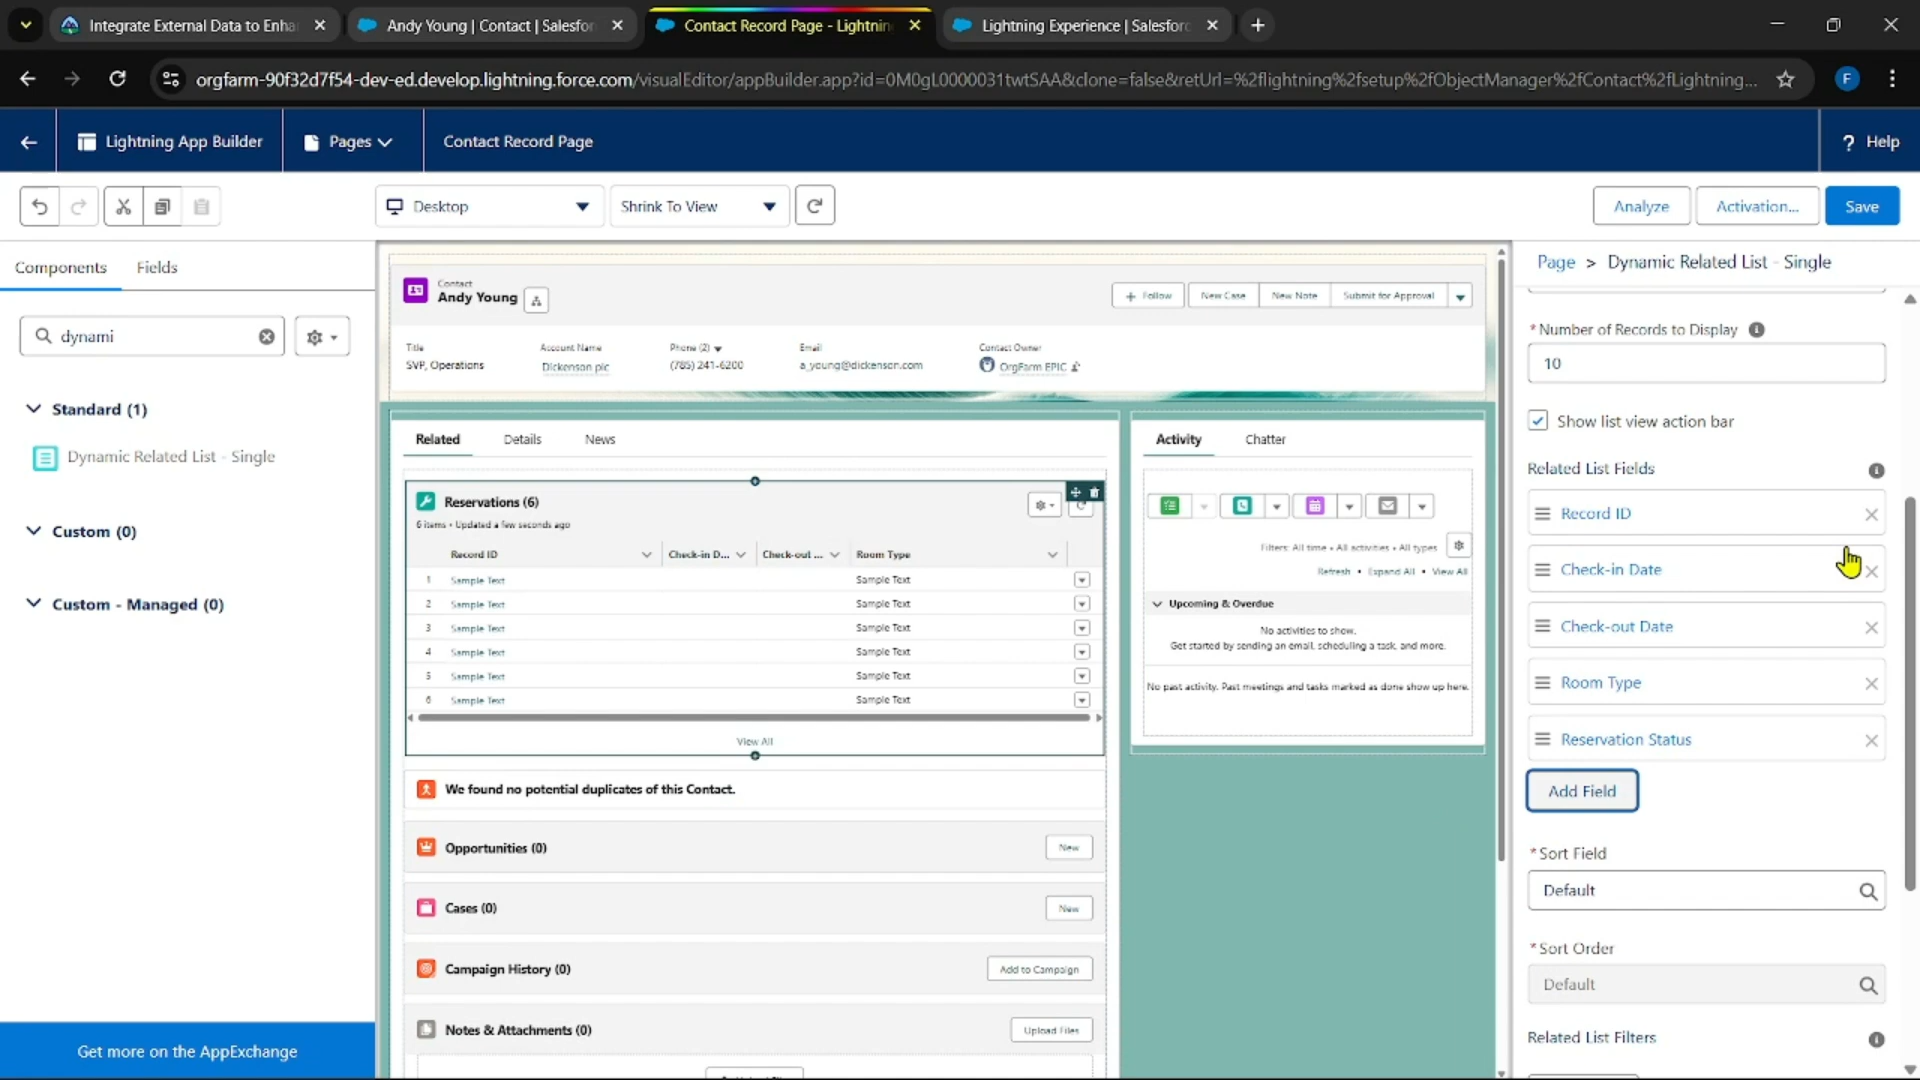 Integrate External Data to Enha
Andy Young | Contact | Salesfor
Contact Record Page - Lightnin
Lightning Experience | Salesforc
orgfarm-90f32d7f54-dev-ed.develop.lightning.force.com/visualEditor/appBuilder.app?id=0M0gL0000031twtSAA&clone=false&retUrl=%2flightning%2fsetup%2fObjectManager%2fContact%2fLightning...
F
Lightning App Builder
Pages
Contact Record Page
? Help
Desktop
Shrink To View
Analyze
Activation...
Save
Components
Fields
dynami
Standard (1)
Dynamic Related List - Single
Custom (0)
Custom - Managed (0)
Get more on the AppExchange
Contact
Andy Young
+ Follow
New Case
New Note
Submit for Approval
Title
SVP, Operations
Account Name
Dickenson plc
Phone (2)
(785) 241-6200
Email
a_young@dickenson.com
Contact Owner
OrgFarm EPIC
Related
Details
News
Reservations (6)
6 items • Updated a few seconds ago
Record ID
Check-in D...
Check-out ...
Room Type
1 Sample Text Sample Text
2 Sample Text Sample Text
3 Sample Text Sample Text
4 Sample Text Sample Text
5 Sample Text Sample Text
6 Sample Text Sample Text
View All
We found no potential duplicates of this Contact.
Opportunities (0)
New
Cases (0)
New
Campaign History (0)
Add to Campaign
Notes & Attachments (0)
Upload Files
Activity
Chatter
Filters: All time • All activities • All types
Refresh • Expand All • View All
Upcoming & Overdue
No activities to show.
Get started by sending an email, scheduling a task, and more.
No past activity. Past meetings and tasks marked as done show up here.
Page > Dynamic Related List - Single
*Number of Records to Display
10
Show list view action bar
Related List Fields
Record ID
Check-in Date
Check-out Date
Room Type
Reservation Status
Add Field
*Sort Field
Default
*Sort Order
Default
Related List Filters